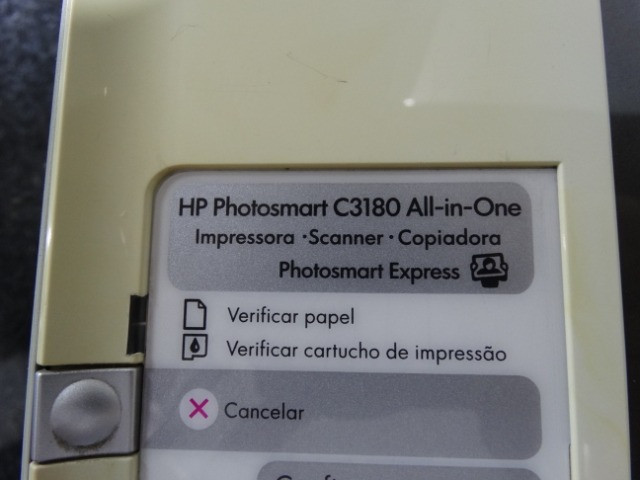 HP Photosmart C3180 All-in-One
Impressora · Scanner · Copiadora
Photosmart Express
Verificar papel
Verificar cartucho de impressão
Cancelar